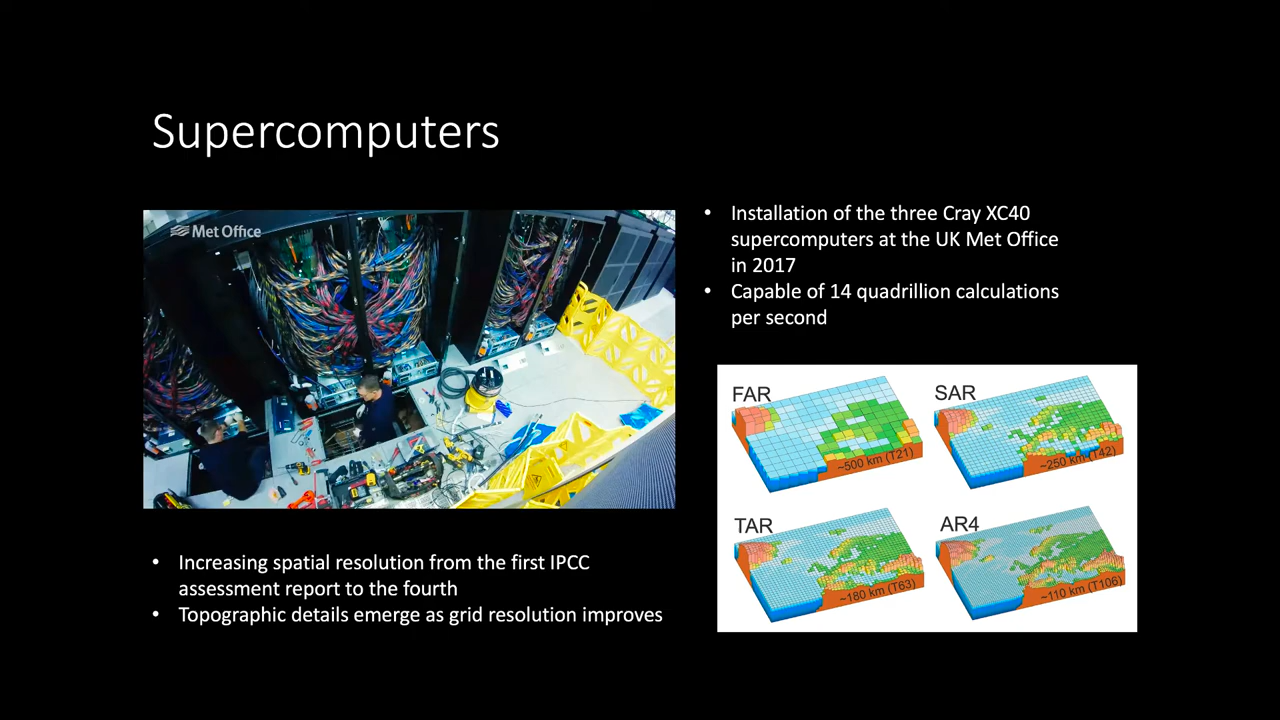 Supercomputers
Met Office
• Installation of the three Cray XC40
supercomputers at the UK Met Office
in 2017
• Capable of 14 quadrillion calculations
per second
FAR
~500 km (T21)
SAR
~250 km (T42)
TAR
~180 km (T63)
AR4
~110 km (T106)
• Increasing spatial resolution from the first IPCC
assessment report to the fourth
• Topographic details emerge as grid resolution improves